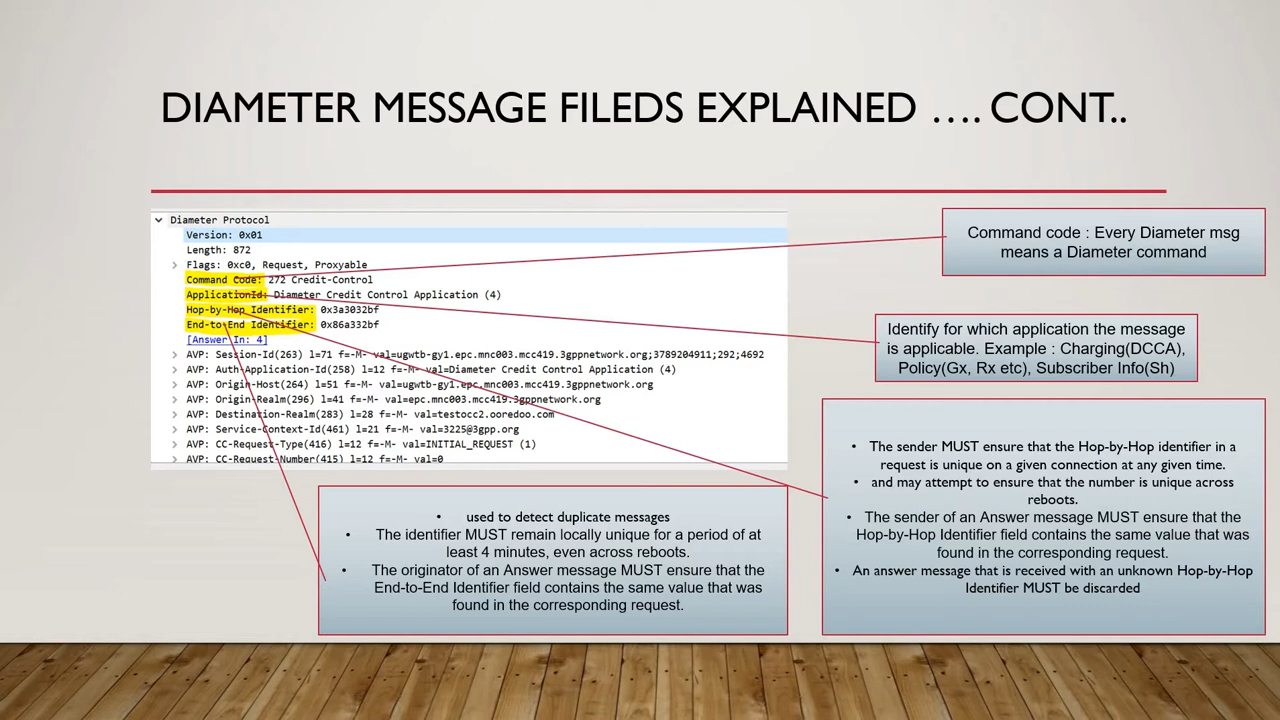 DIAMETER MESSAGE FILEDS EXPLAINED …. CONT..
Diameter Protocol
Version: 0x01
Length: 872
Flags: 0xc0, Request, Proxyable
Command Code: 272 Credit-Control
ApplicationId: Diameter Credit Control Application (4)
Hop-by-Hop Identifier: 0x3a3032bf
End-to-End Identifier: 0x86a332bf
[Answer In: 4]
AVP: Session-Id(263) l=71 f=-M- val=ugwtb-gy1.epc.mnc003.mcc419.3gppnetwork.org;3789204911;292;4692
AVP: Auth-Application-Id(258) l=12 f=-M- val=Diameter Credit Control Application (4)
AVP: Origin-Host(264) l=51 f=-M- val=ugwtb-gy1.epc.mnc003.mcc419.3gppnetwork.org
AVP: Origin-Realm(296) l=41 f=-M- val=epc.mnc003.mcc419.3gppnetwork.org
AVP: Destination-Realm(283) l=28 f=-M- val=testocc2.ooredoo.com
AVP: Service-Context-Id(461) l=21 f=-M- val=3225@3gpp.org
AVP: CC-Request-Type(416) l=12 f=-M- val=INITIAL_REQUEST (1)
AVP: CC-Request-Number(415) l=12 f=-M- val=0
Command code : Every Diameter msg
means a Diameter command
Identify for which application the message
is applicable. Example : Charging(DCCA),
Policy(Gx, Rx etc), Subscriber Info(Sh)
• The sender MUST ensure that the Hop-by-Hop identifier in a
request is unique on a given connection at any given time.
• and may attempt to ensure that the number is unique across
reboots.
• The sender of an Answer message MUST ensure that the
Hop-by-Hop Identifier field contains the same value that was
found in the corresponding request.
• An answer message that is received with an unknown Hop-by-Hop
Identifier MUST be discarded
• used to detect duplicate messages
• The identifier MUST remain locally unique for a period of at
least 4 minutes, even across reboots.
• The originator of an Answer message MUST ensure that the
End-to-End Identifier field contains the same value that was
found in the corresponding request.